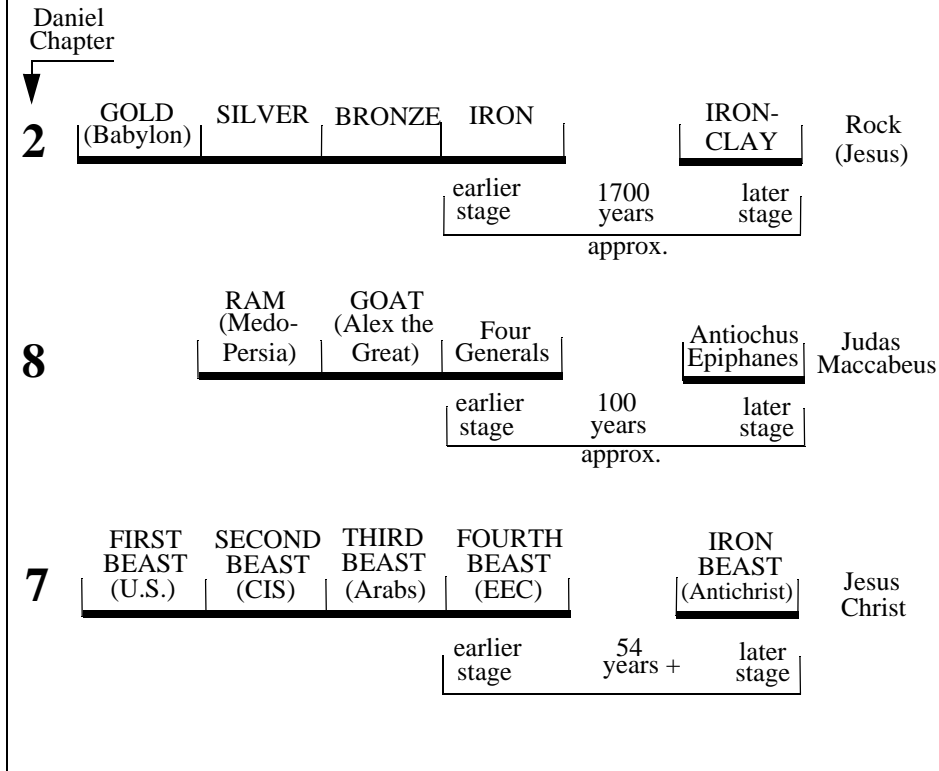 Daniel
Chapter
2
GOLD
(Babylon)
SILVER
BRONZE
IRON
IRON-
CLAY
Rock
(Jesus)
earlier
stage
1700
years
approx.
later
stage
8
RAM
(Medo-
Persia)
GOAT
(Alex the
Great)
Four
Generals
Antiochus
Epiphanes
Judas
Maccabeus
earlier
stage
100
years
approx.
later
stage
7
FIRST
BEAST
(U.S.)
SECOND
BEAST
(CIS)
THIRD
BEAST
(Arabs)
FOURTH
BEAST
(EEC)
IRON
BEAST
(Antichrist)
Jesus
Christ
earlier
stage
54
years +
later
stage